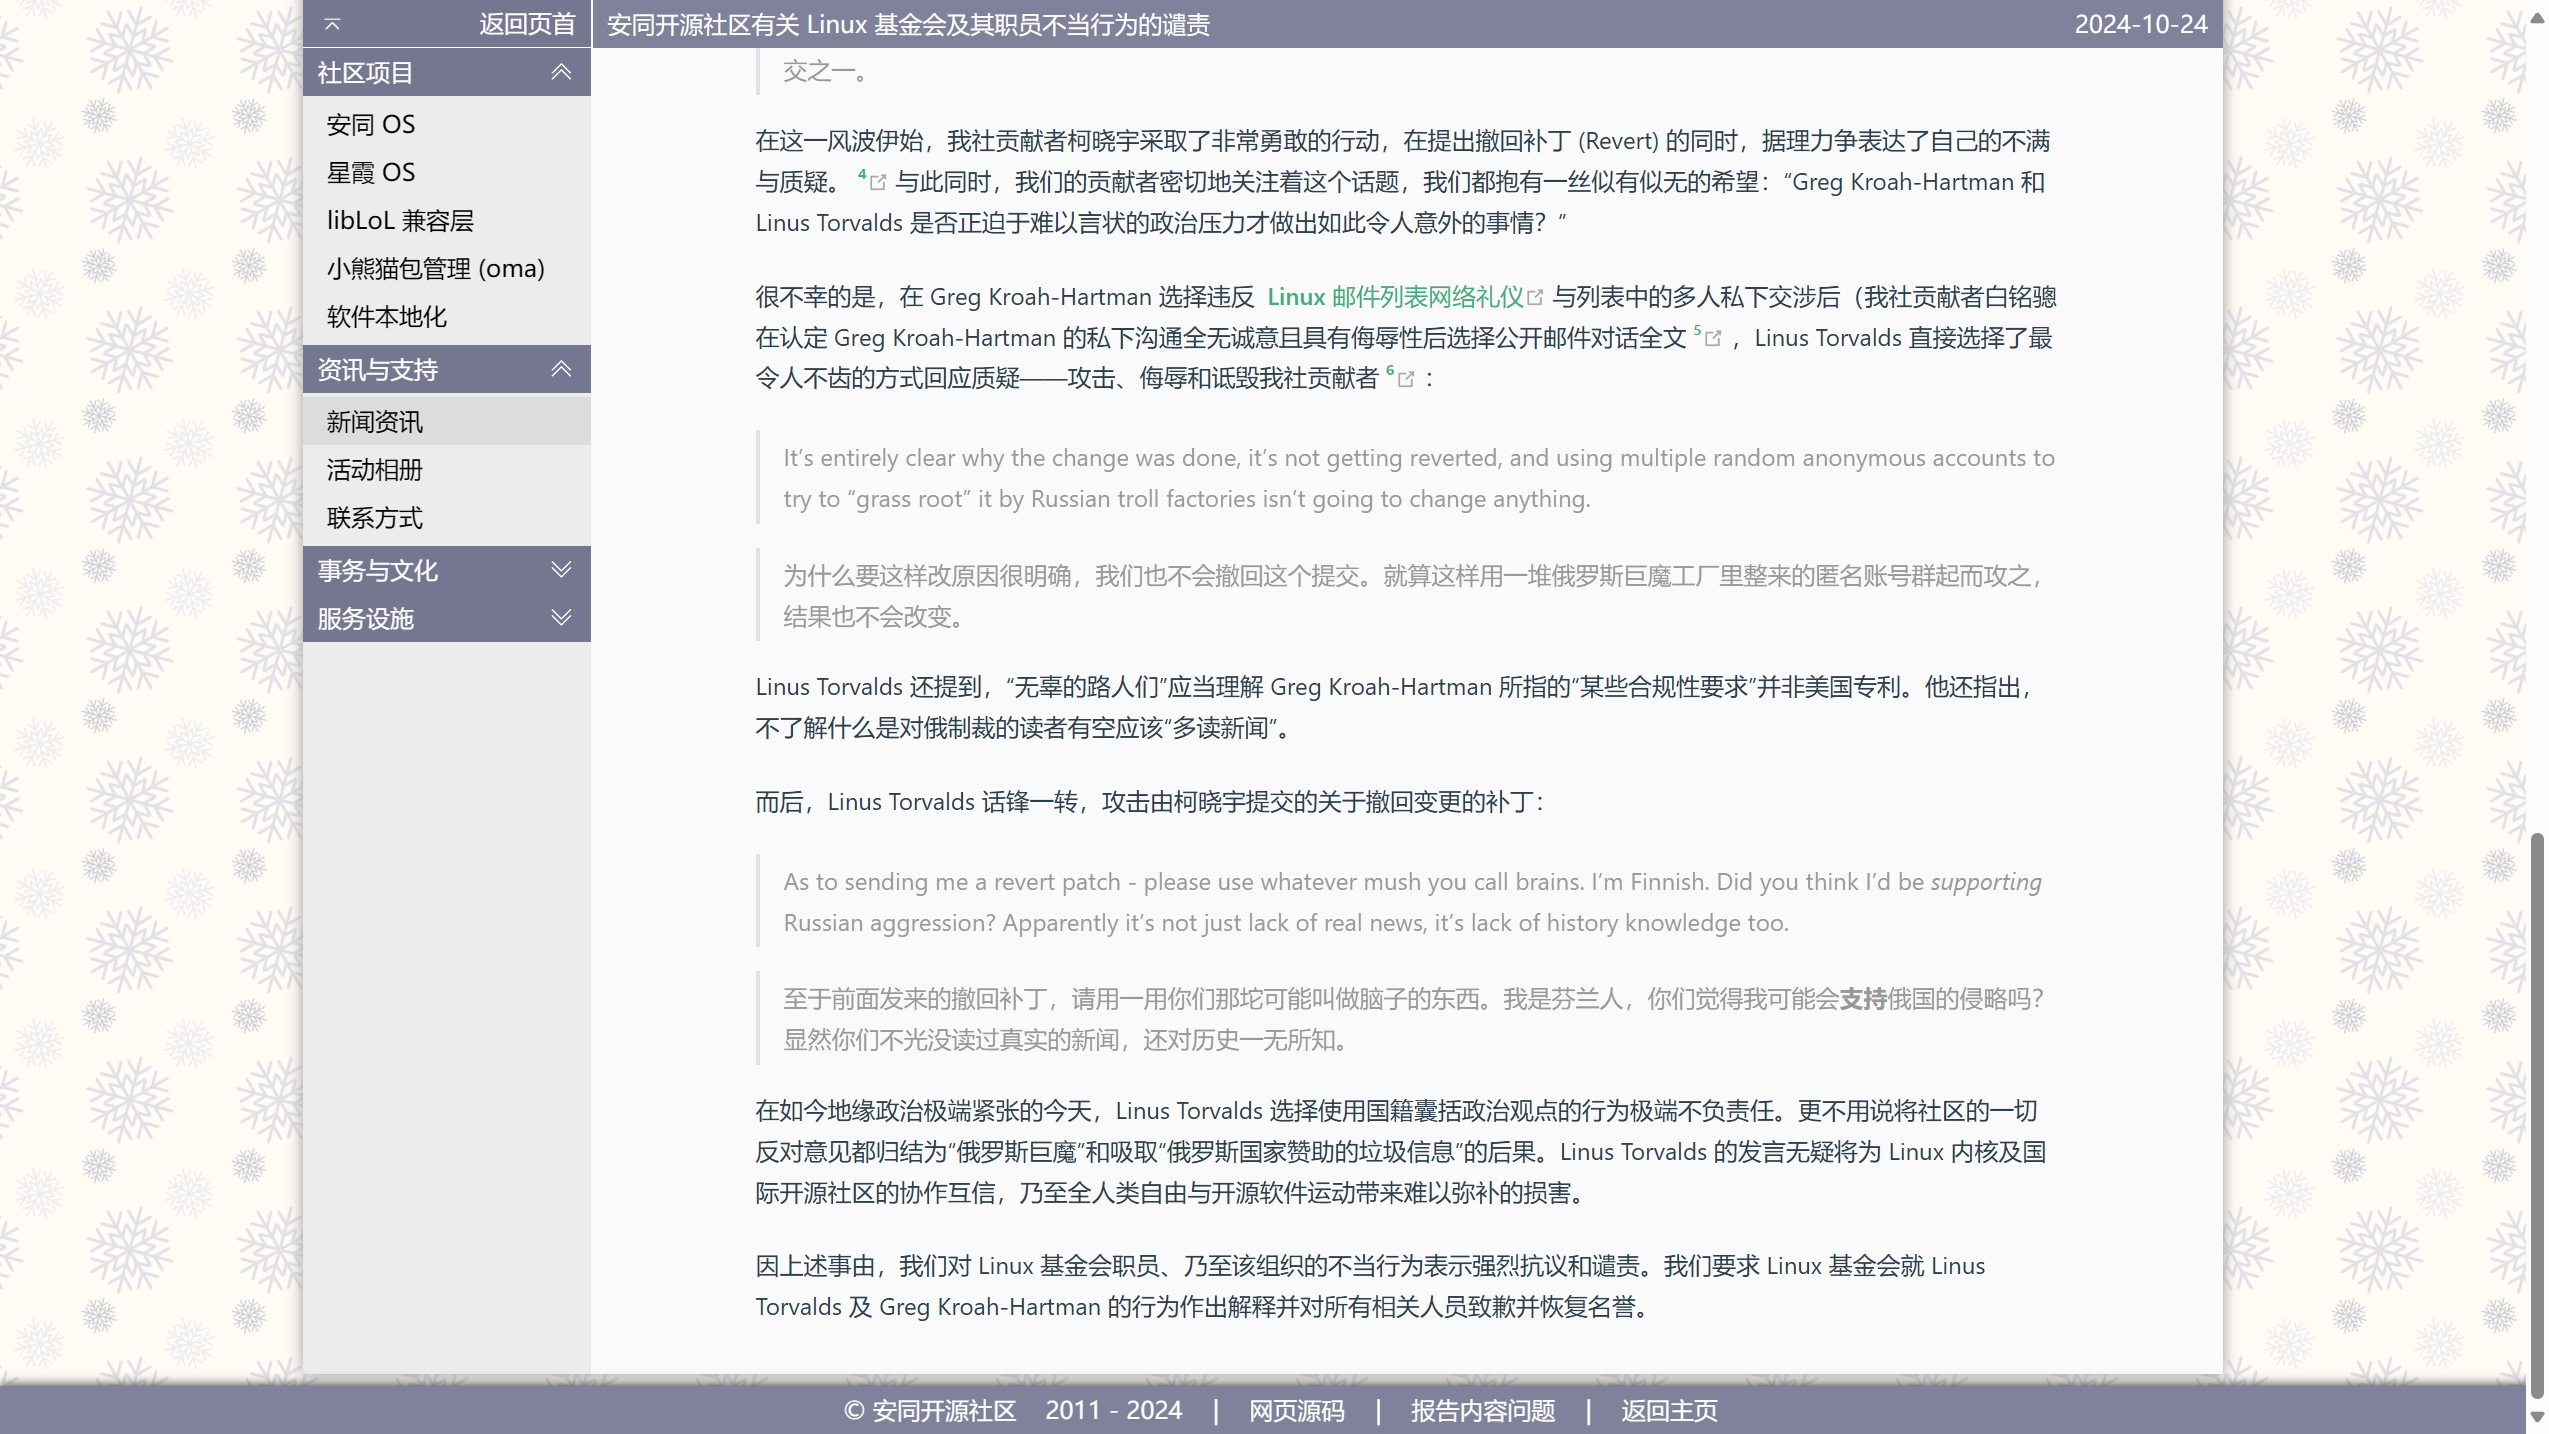 返回页首
安同开源社区有关 Linux 基金会及其职员不当行为的谴责
2024-10-24
社区项目
安同 OS
星霞 OS
libLoL 兼容层
小熊猫包管理 (oma)
软件本地化
资讯与支持
新闻资讯
活动相册
联系方式
事务与文化
服务设施
交之一。
在这一风波伊始，我社贡献者柯晓宇采取了非常勇敢的行动，在提出撤回补丁 (Revert) 的同时，据理力争表达了自己的不满
与质疑。 4 与此同时，我们的贡献者密切地关注着这个话题，我们都抱有一丝似有似无的希望：“Greg Kroah-Hartman 和
Linus Torvalds 是否正迫于难以言状的政治压力才做出如此令人意外的事情？”
很不幸的是，在 Greg Kroah-Hartman 选择违反 Linux 邮件列表网络礼仪 与列表中的多人私下交涉后（我社贡献者白铭骢
在认定 Greg Kroah-Hartman 的私下沟通全无诚意且具有侮辱性后选择公开邮件对话全文 5 ，Linus Torvalds 直接选择了最
令人不齿的方式回应质疑——攻击、侮辱和诋毁我社贡献者 6 ：
It’s entirely clear why the change was done, it’s not getting reverted, and using multiple random anonymous accounts to
try to “grass root” it by Russian troll factories isn’t going to change anything.
为什么要这样改原因很明确，我们也不会撤回这个提交。就算这样用一堆俄罗斯巨魔工厂里整来的匿名账号群起而攻之，
结果也不会改变。
Linus Torvalds 还提到，“无辜的路人们”应当理解 Greg Kroah-Hartman 所指的“某些合规性要求”并非美国专利。他还指出，
不了解什么是对俄制裁的读者有空应该“多读新闻”。
而后，Linus Torvalds 话锋一转，攻击由柯晓宇提交的关于撤回变更的补丁：
As to sending me a revert patch - please use whatever mush you call brains. I’m Finnish. Did you think I’d be supporting
Russian aggression? Apparently it’s not just lack of real news, it’s lack of history knowledge too.
至于前面发来的撤回补丁，请用一用你们那坨可能叫做脑子的东西。我是芬兰人，你们觉得我可能会支持俄国的侵略吗？
显然你们不光没读过真实的新闻，还对历史一无所知。
在如今地缘政治极端紧张的今天，Linus Torvalds 选择使用国籍囊括政治观点的行为极端不负责任。更不用说将社区的一切
反对意见都归结为“俄罗斯巨魔”和吸取“俄罗斯国家赞助的垃圾信息”的后果。Linus Torvalds 的发言无疑将为 Linux 内核及国
际开源社区的协作互信，乃至全人类自由与开源软件运动带来难以弥补的损害。
因上述事由，我们对 Linux 基金会职员、乃至该组织的不当行为表示强烈抗议和谴责。我们要求 Linux 基金会就 Linus
Torvalds 及 Greg Kroah-Hartman 的行为作出解释并对所有相关人员致歉并恢复名誉。
© 安同开源社区 2011 - 2024 | 网页源码 | 报告内容问题 | 返回主页